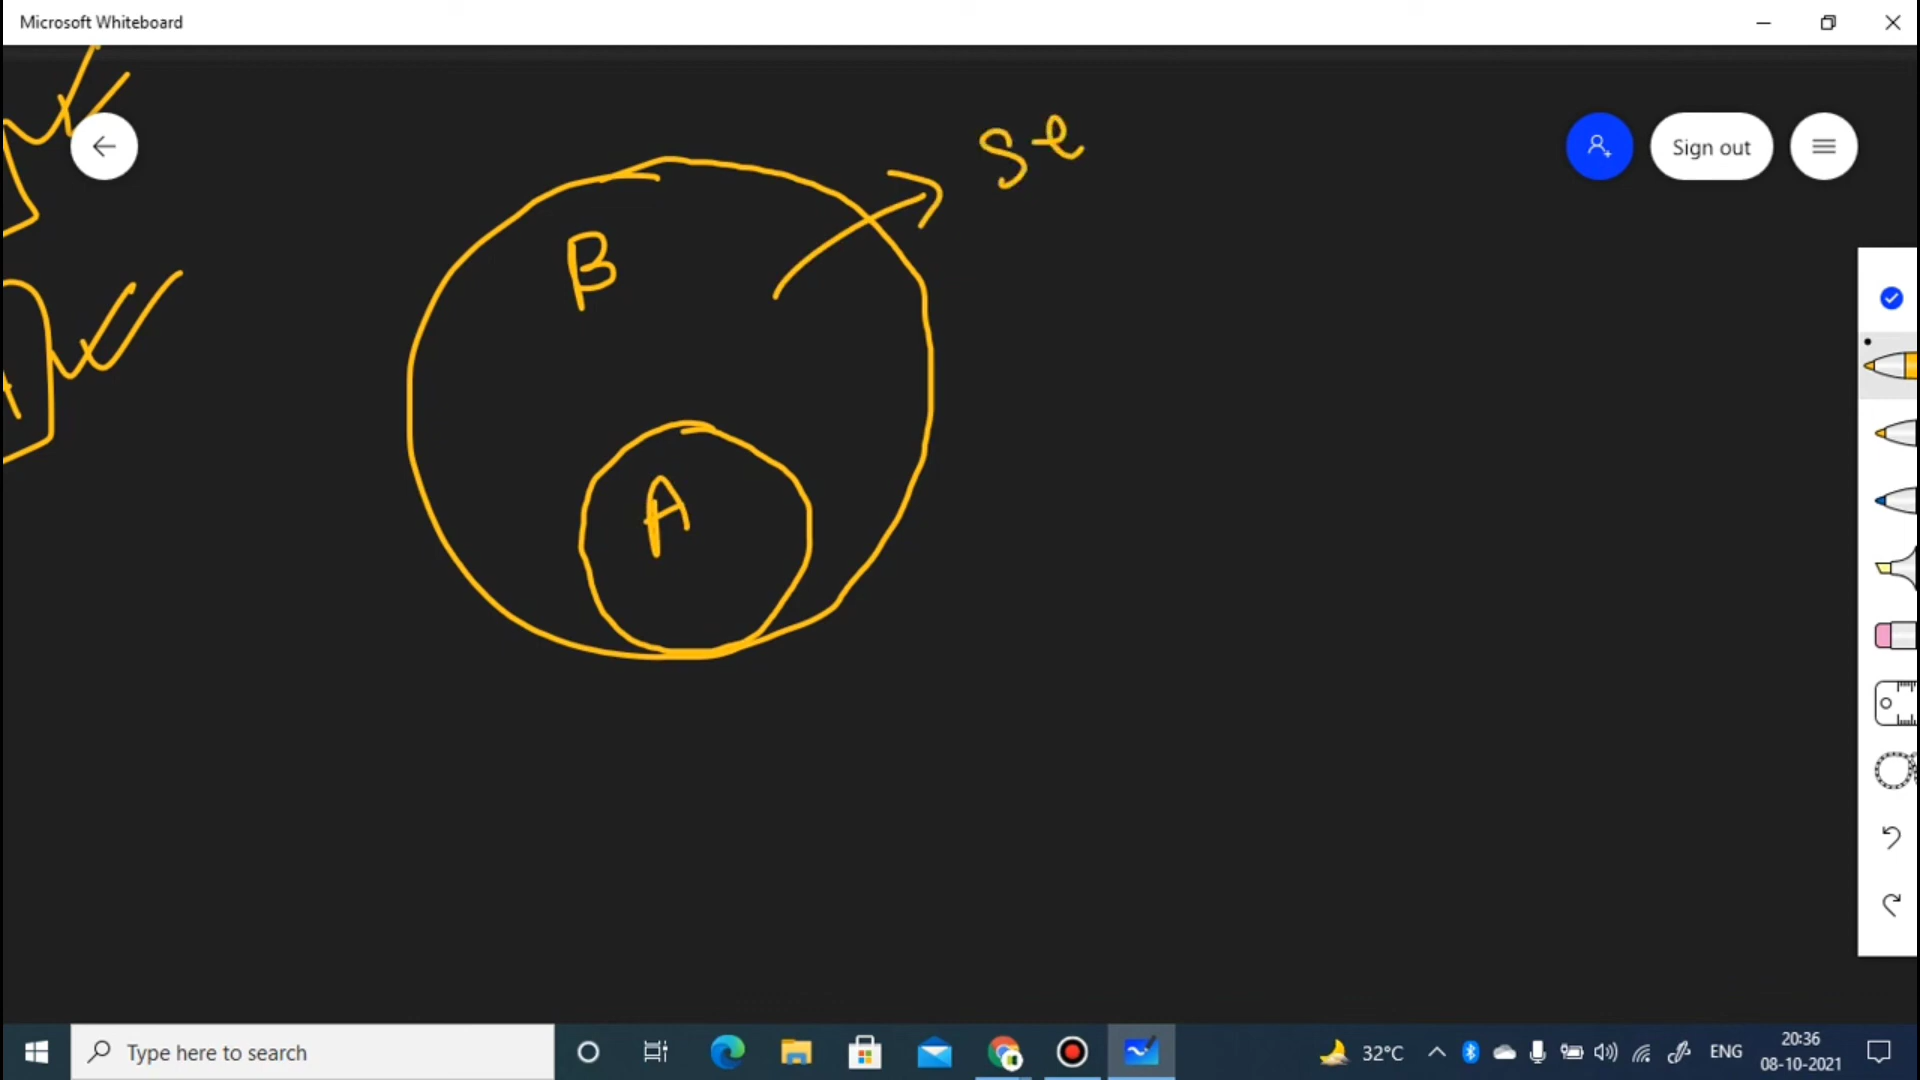 Microsoft Whiteboard
se
Sign out
B
A
Type here to search
32°C
ENG
20:36
08-10-2021